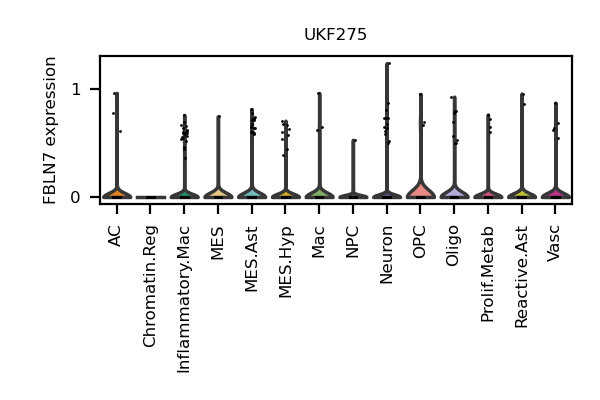 UKF275
FBLN7 expression
1
0
AC
Chromatin.Reg
Inflammatory.Mac
MES
MES.Ast
MES.Hyp
Mac
NPC
Neuron
OPC
Oligo
Prolif.Metab
Reactive.Ast
Vasc